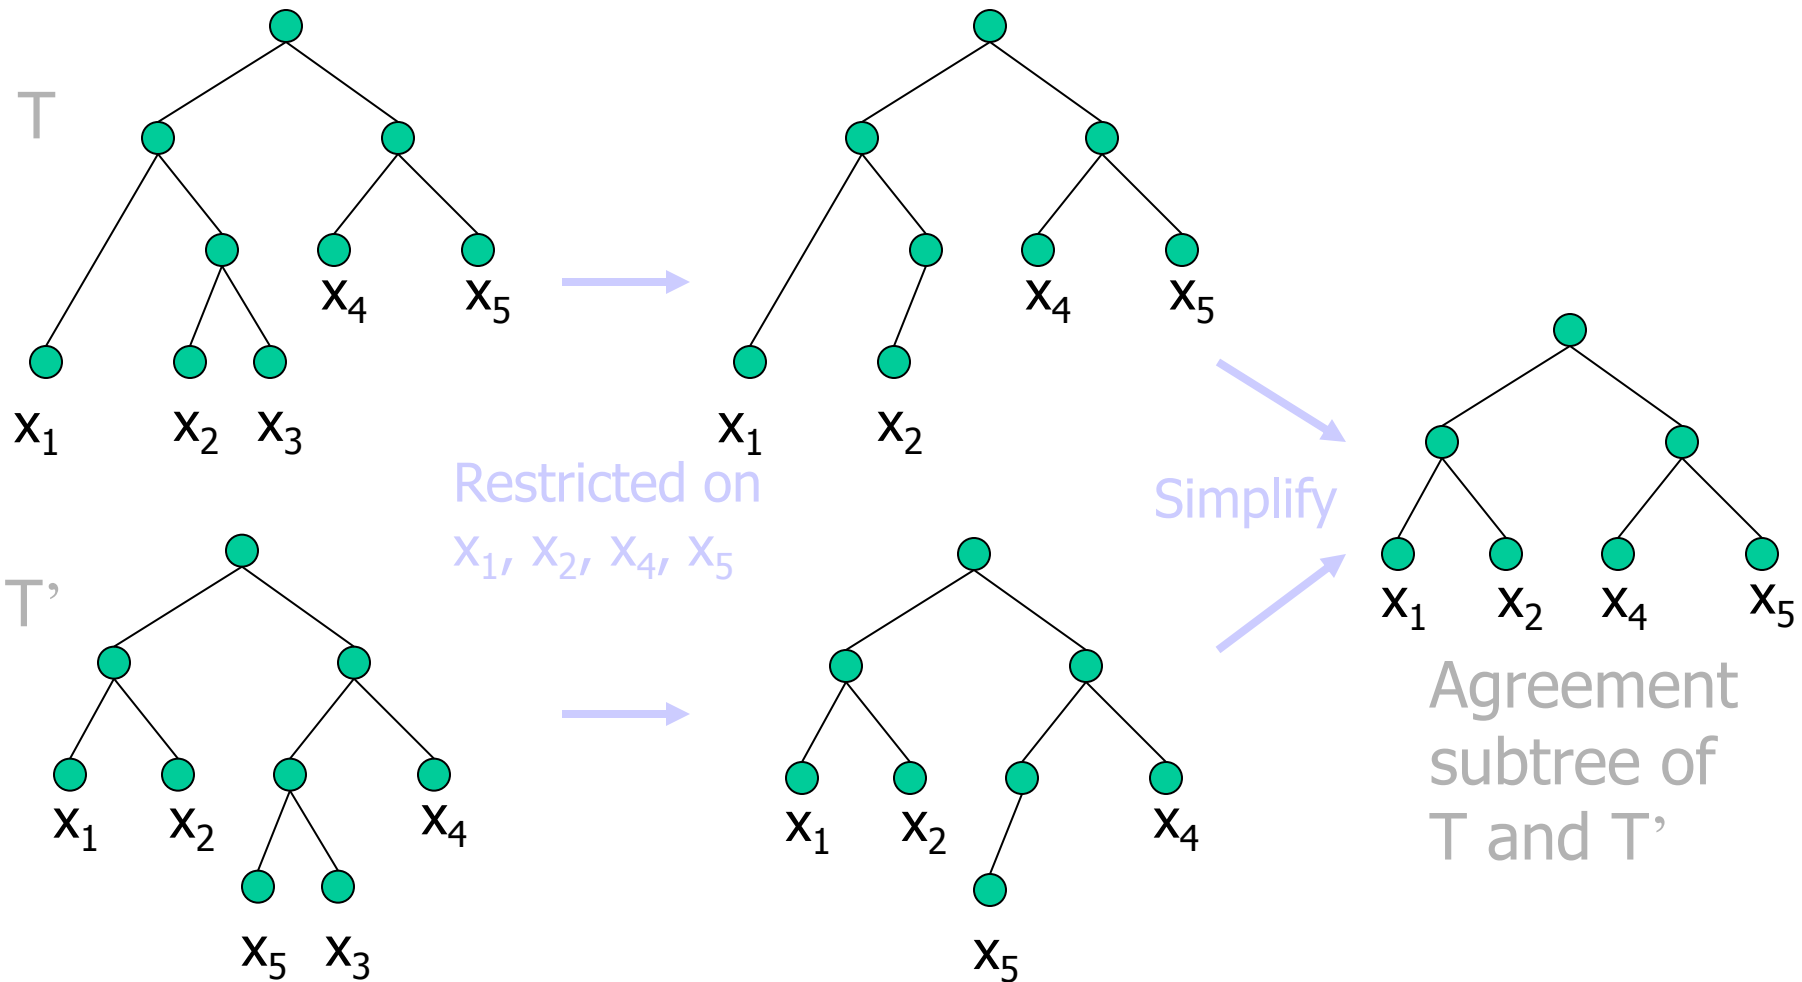 T
x₄ x₅
x₁ x₂ x₃
x₄ x₅
x₁ x₂
Restricted on
x₁, x₂, x₄, x₅
Simplify
T’
x₁ x₂ x₄
x₅ x₃
x₁ x₂ x₄
x₅
x₁ x₂ x₄ x₅
Agreement
subtree of
T and T’